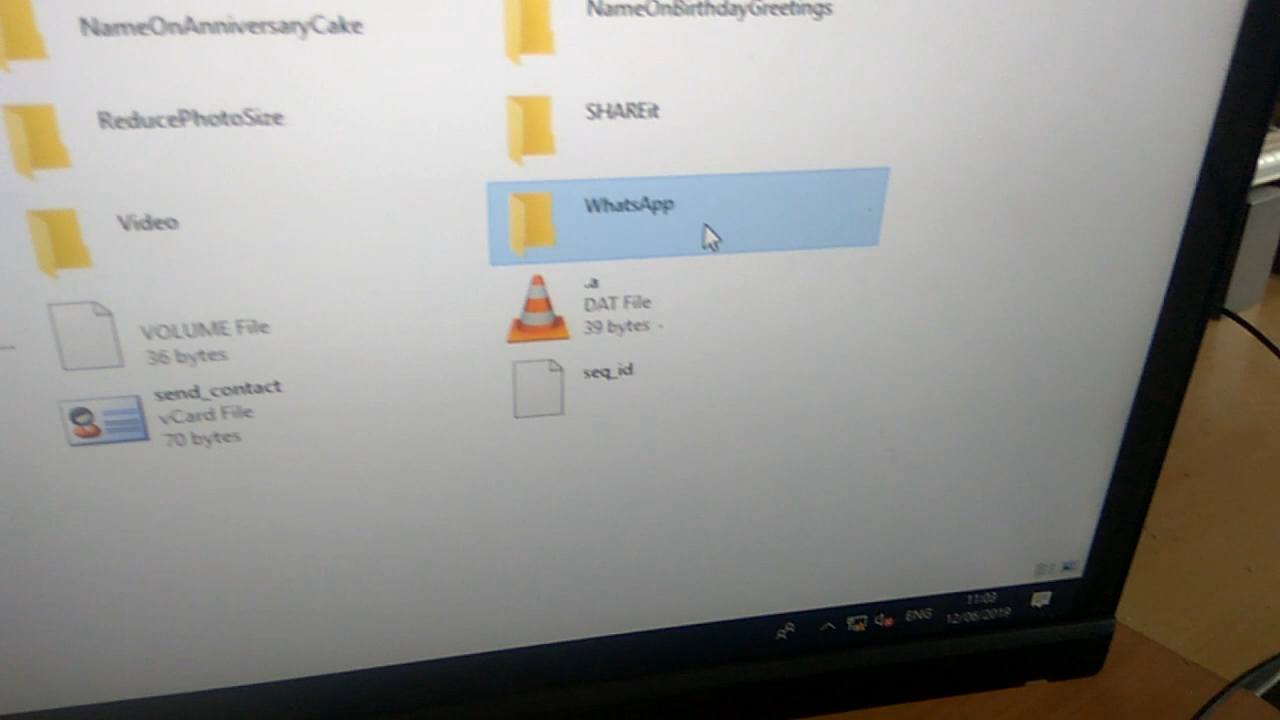 NameOnAnniversaryCake
NameOnBirthdayGreetings
ReducePhotoSize
SHAREit
Video
WhatsApp
VOLUME File
36 bytes
.a
DAT File
39 bytes
send_contact
vCard File
70 bytes
seq_id
ENG
11:03
12/06/2019